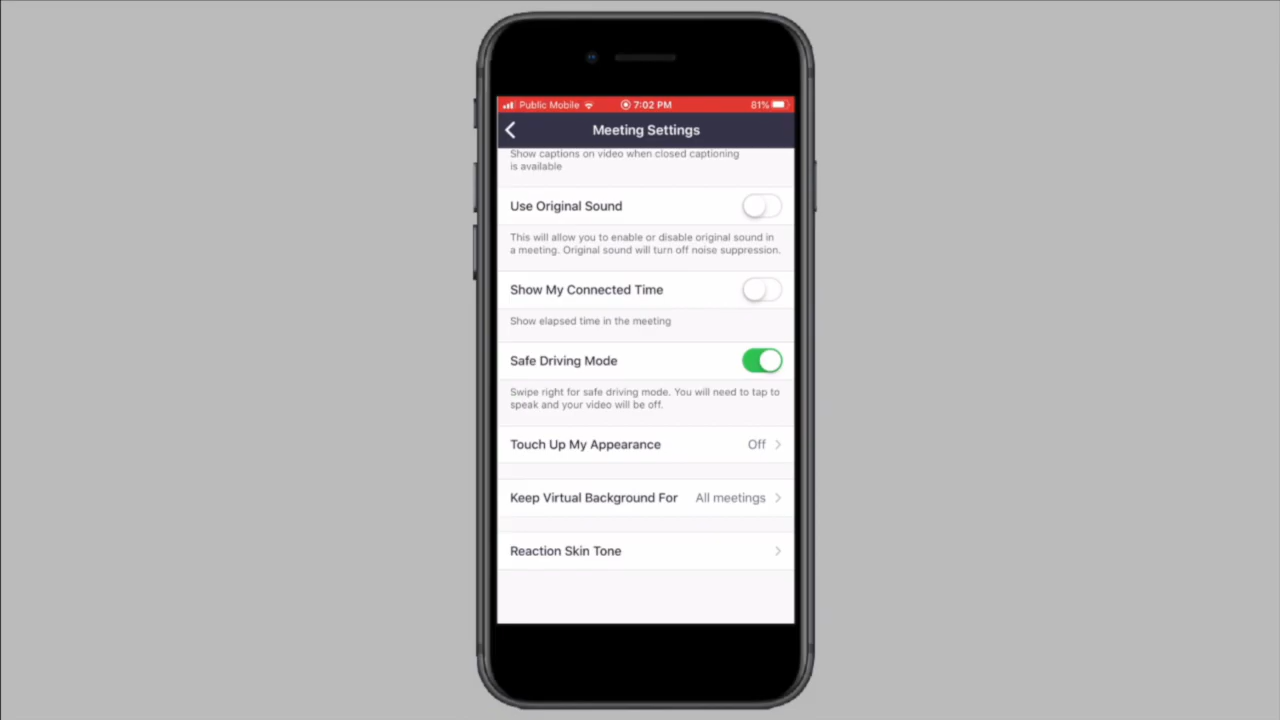 Public Mobile 7:02 PM 81%
Meeting Settings
Show captions on video when closed captioning
is available
Use Original Sound
This will allow you to enable or disable original sound in
a meeting. Original sound will turn off noise suppression.
Show My Connected Time
Show elapsed time in the meeting
Safe Driving Mode
Swipe right for safe driving mode. You will need to tap to
speak and your video will be off.
Touch Up My Appearance Off
Keep Virtual Background For All meetings
Reaction Skin Tone